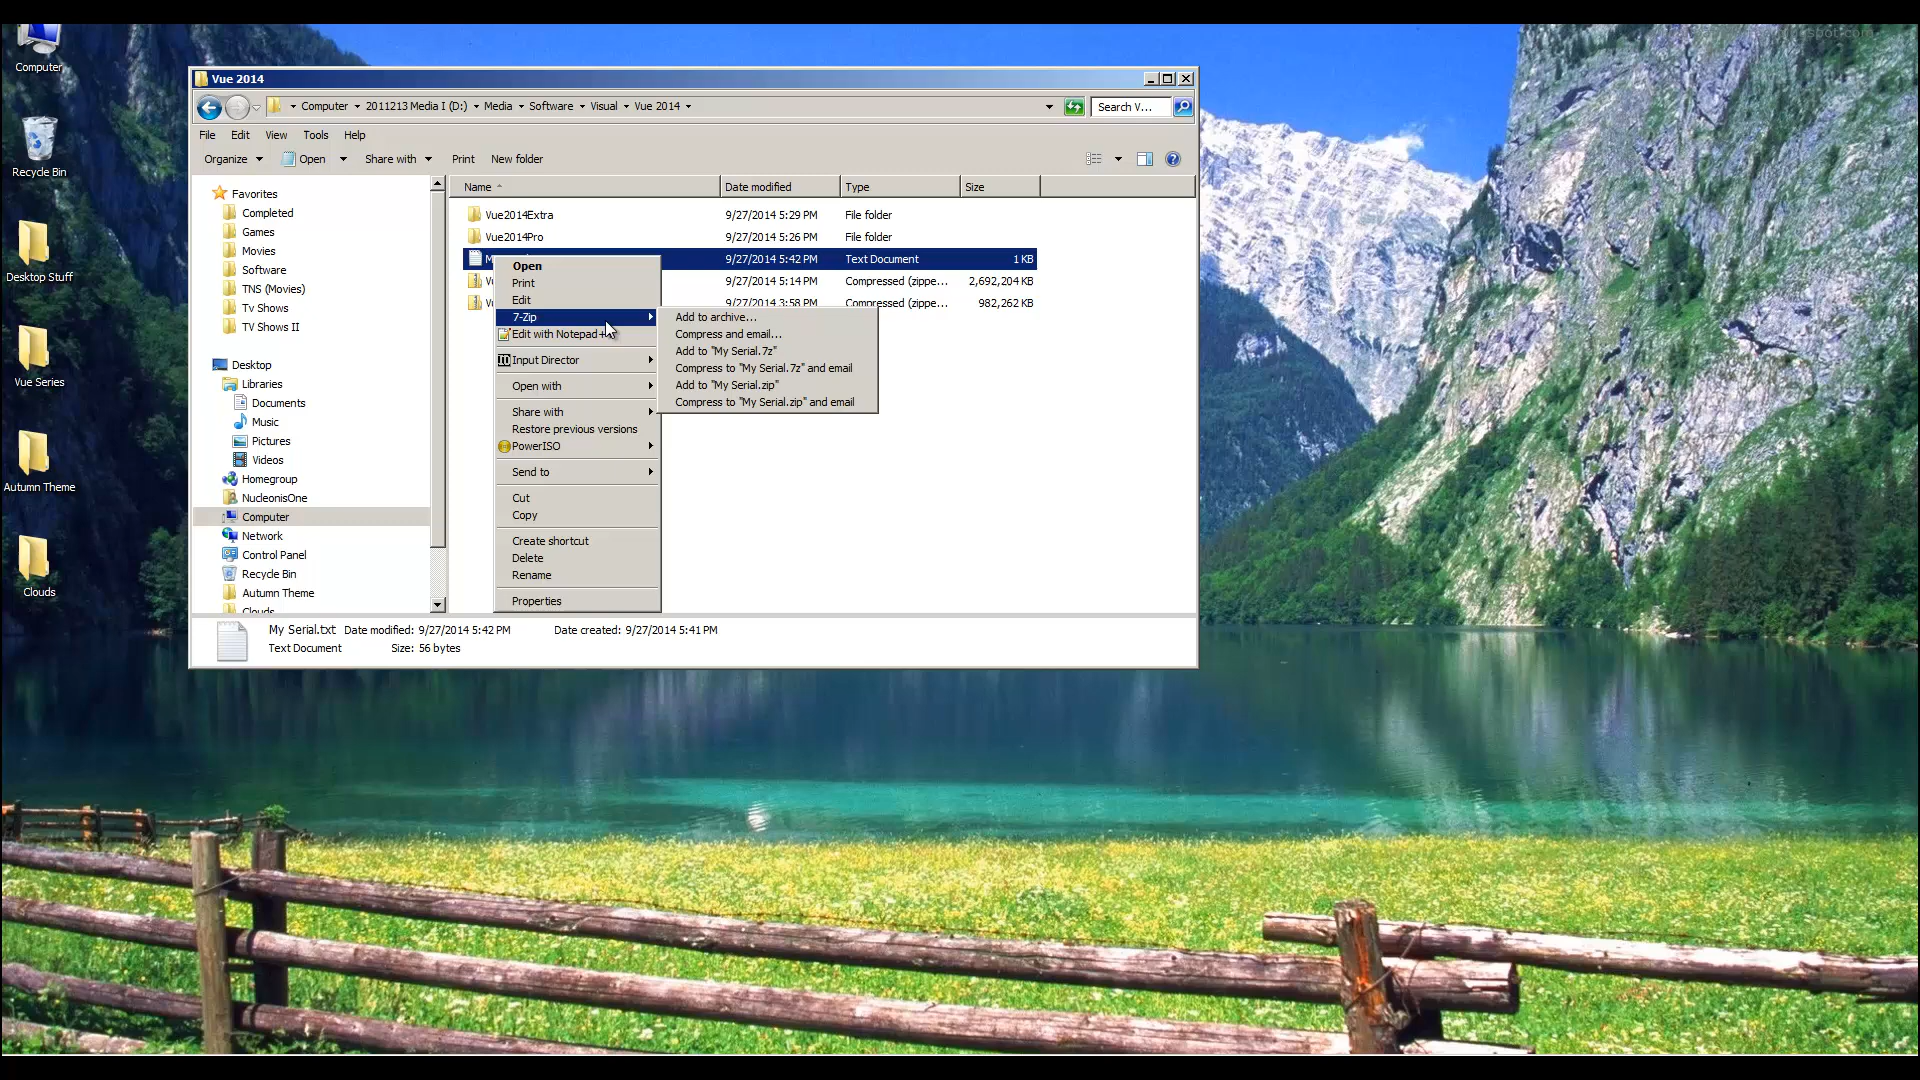 Computer
Recycle Bin
Desktop Stuff
Vue Series
Autumn Theme
Clouds
Vue 2014
Computer 2011213 Media I (D:) Media Software Visual Vue 2014
Search V...
File Edit View Tools Help
Organize Open Share with Print New folder
Favorites
Completed
Games
Movies
Software
TNS (Movies)
Tv Shows
TV Shows II
Desktop
Libraries
Documents
Music
Pictures
Videos
Homegroup
NucleonisOne
Computer
Network
Control Panel
Recycle Bin
Autumn Theme
Clouds
Name Date modified Type Size
Vue2014Extra 9/27/2014 5:29 PM File folder
Vue2014Pro 9/27/2014 5:26 PM File folder
9/27/2014 5:42 PM Text Document 1 KB
9/27/2014 5:14 PM Compressed (zippe... 2,692,204 KB
9/27/2014 3:58 PM Compressed (zippe... 982,262 KB
Open
Print
Edit
7-Zip
Edit with Notepad++
Input Director
Open with
Share with
Restore previous versions
PowerISO
Send to
Cut
Copy
Create shortcut
Delete
Rename
Properties
Add to archive...
Compress and email...
Add to "My Serial.7z"
Compress to "My Serial.7z" and email
Add to "My Serial.zip"
Compress to "My Serial.zip" and email
My Serial.txt Date modified: 9/27/2014 5:42 PM Date created: 9/27/2014 5:41 PM
Text Document Size: 56 bytes